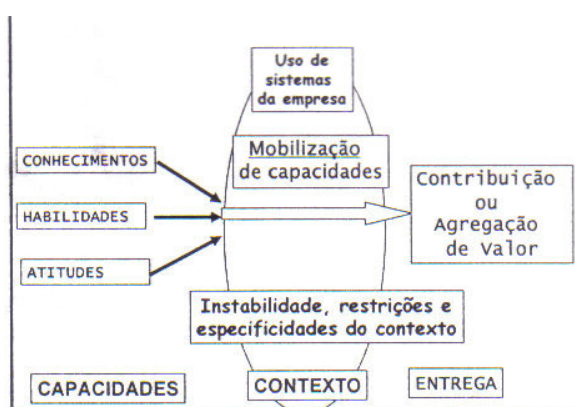 Uso de
sistemas
da empresa
Mobilização
de capacidades
CONHECIMENTOS
HABILIDADES
ATITUDES
Contribuição
ou
Agregação
de Valor
Instabilidade, restrições e
especificidades do contexto
CAPACIDADES
CONTEXTO
ENTREGA